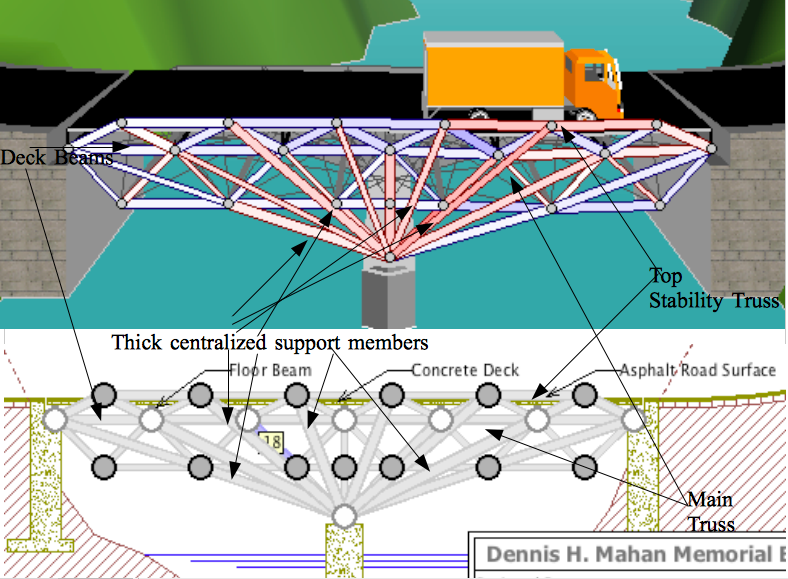 Deck Beams
Top
Stability Truss
Thick centralized support members
Floor Beam
Concrete Deck
Asphalt Road Surface
18
Main
Truss
Dennis H. Mahan Memorial